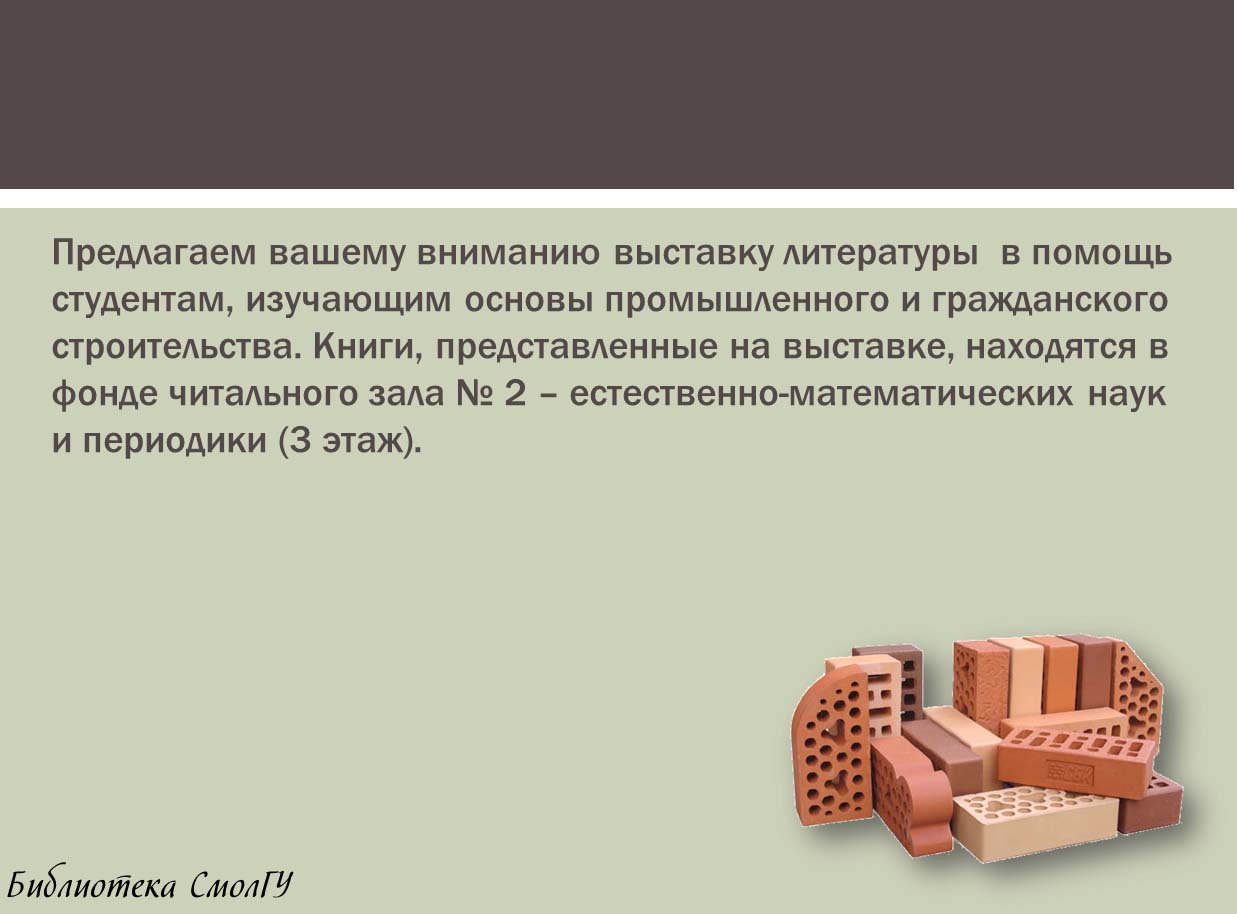 Предлагаем вашему вниманию выставку литературы в помощь
студентам, изучающим основы промышленного и гражданского
строительства. Книги, представленные на выставке, находятся в
фонде читального зала № 2 – естественно-математических наук
и периодики (3 этаж).
Библиотека СмолГУ